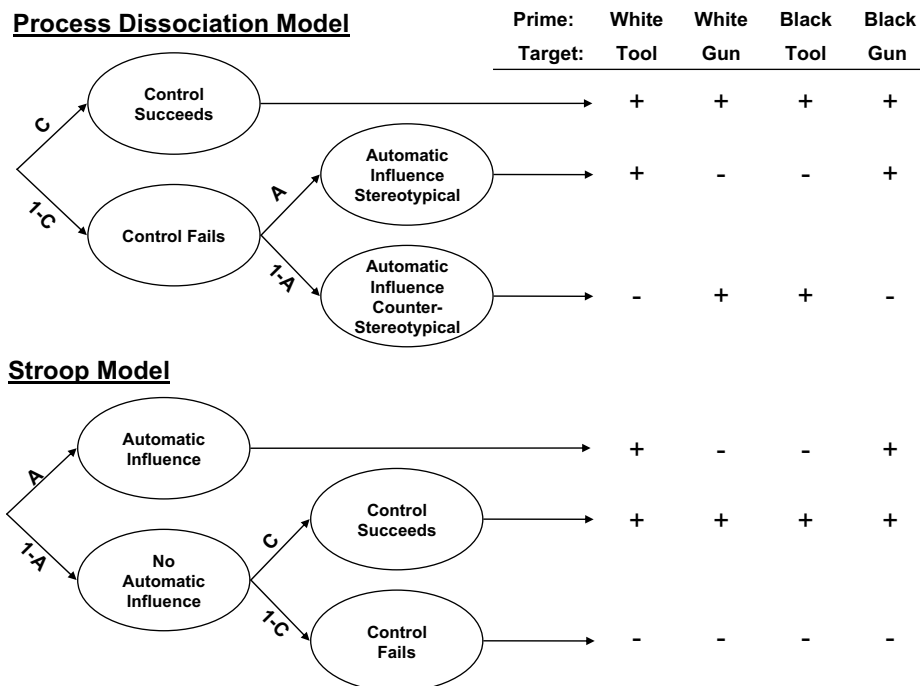 Process Dissociation Model
Prime: White White Black Black
Target: Tool Gun Tool Gun
Control
Succeeds
+ + + +
C
Automatic
Influence
Stereotypical
+ - - +
A
1-C
Control Fails
1-A
Automatic
Influence
Counter-
Stereotypical
- + + -
Stroop Model
Automatic
Influence
+ - - +
A
Control
Succeeds
+ + + +
C
1-A
No
Automatic
Influence
1-C
Control
Fails
- - - -